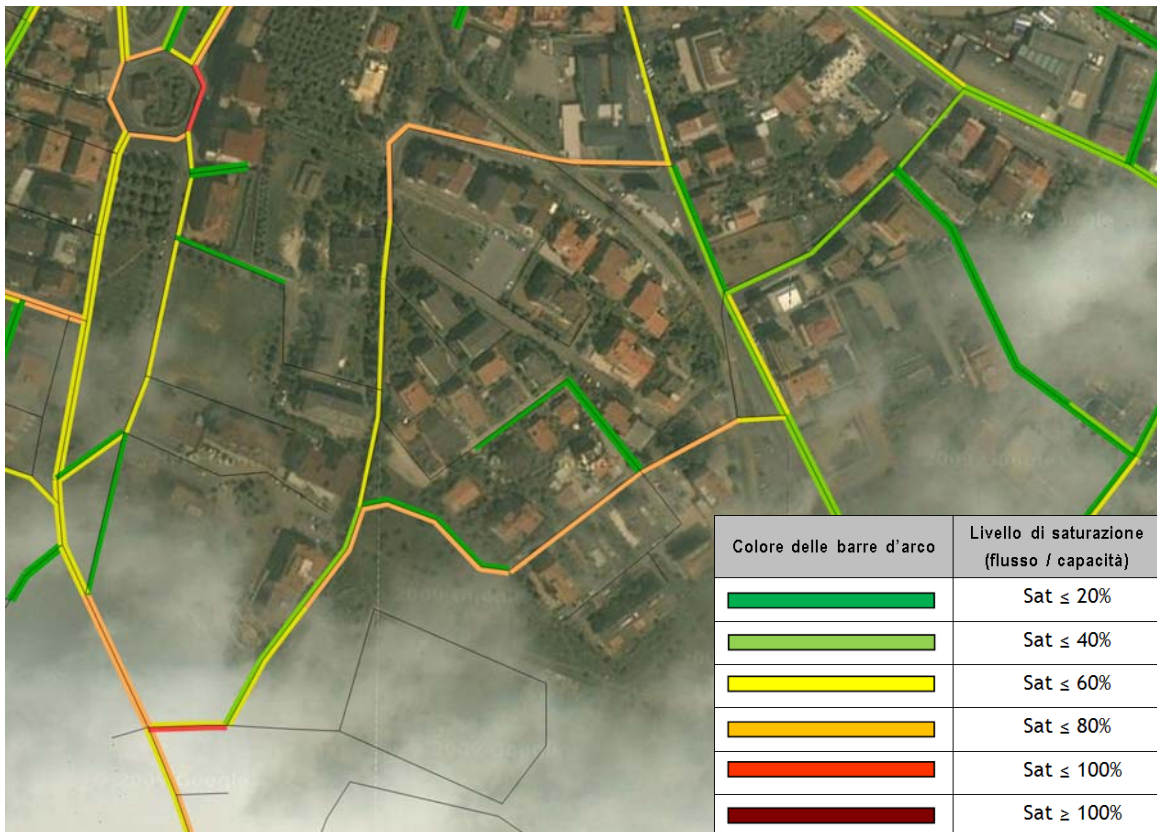 Colore delle barre d'arco
Livello di saturazione
(flusso / capacità)
Sat ≤ 20%
Sat ≤ 40%
Sat ≤ 60%
Sat ≤ 80%
Sat ≤ 100%
Sat ≥ 100%